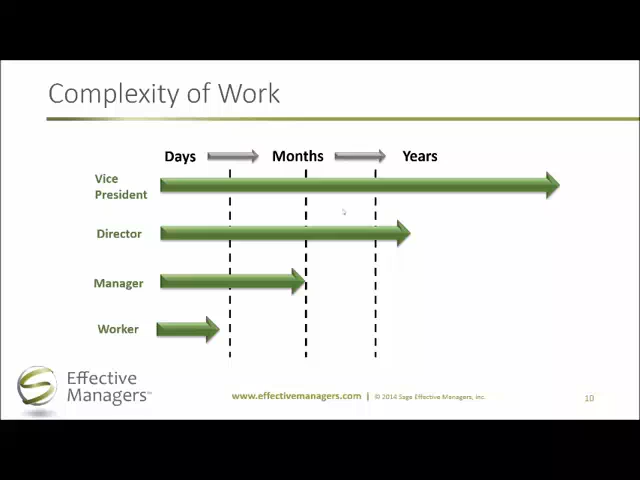 Complexity of Work
Days Months Years
Vice
President
Director
Manager
Worker
Effective
Managers™
www.effectivemanagers.com | © 2014 Sage Effective Managers, Inc. 10